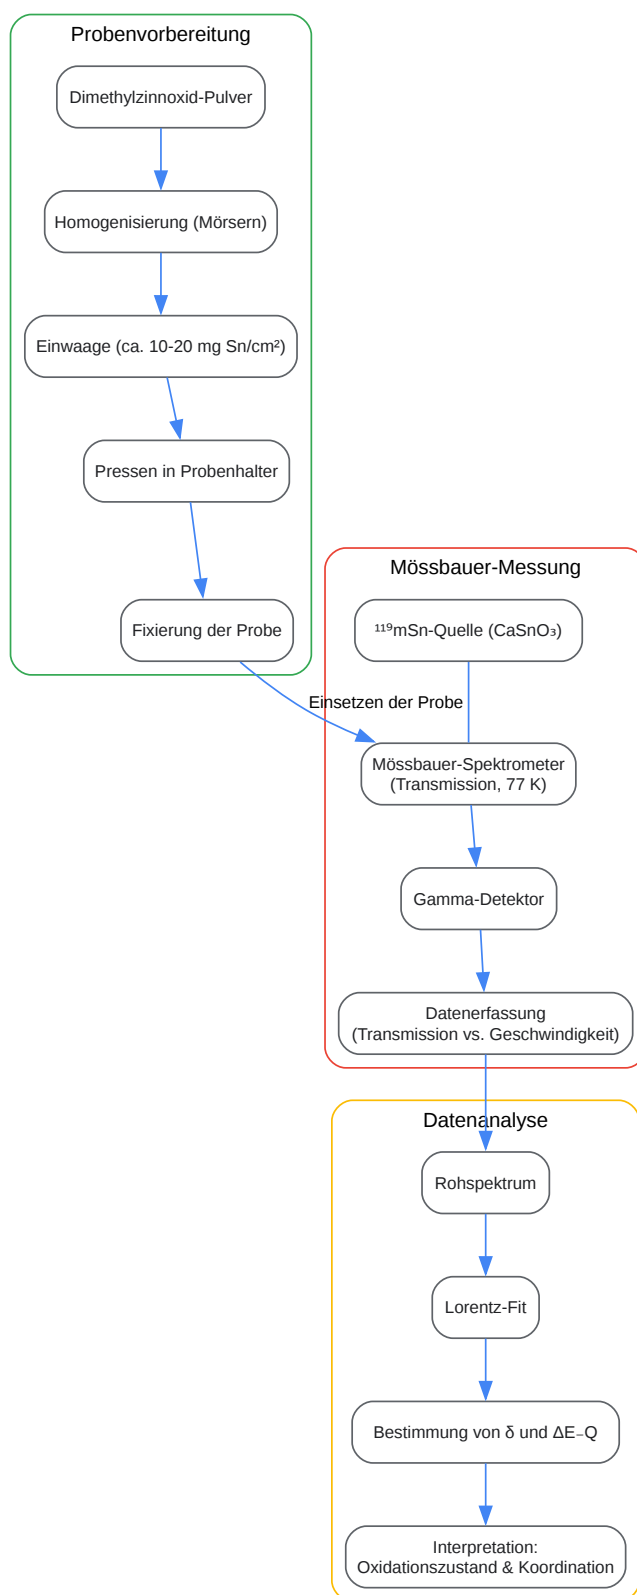 Probenvorbereitung
Dimethylzinnoxid-Pulver
Homogenisierung (Mörsern)
Einwaage (ca. 10-20 mg Sn/cm²)
Pressen in Probenhalter
Fixierung der Probe
Einsetzen der Probe
Mössbauer-Messung
¹¹⁹mSn-Quelle (CaSnO₃)
Mössbauer-Spektrometer
(Transmission, 77 K)
Gamma-Detektor
Datenerfassung
(Transmission vs. Geschwindigkeit)
Datenanalyse
Rohspektrum
Lorentz-Fit
Bestimmung von δ und ΔE₋Q
Interpretation:
Oxidationszustand & Koordination